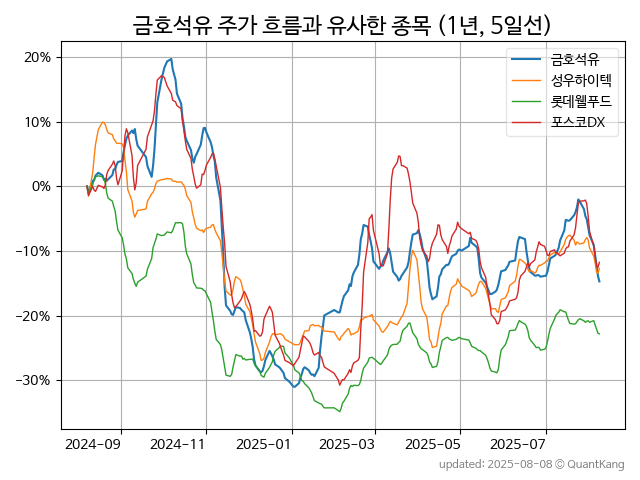 금호석유 주가 흐름과 유사한 종목 (1년, 5일선)
금호석유
성우하이텍
롯데웰푸드
포스코DX
20%
10%
0%
−10%
−20%
−30%
2024-09 2024-11 2025-01 2025-03 2025-05 2025-07
updated: 2025-08-08 © QuantKang